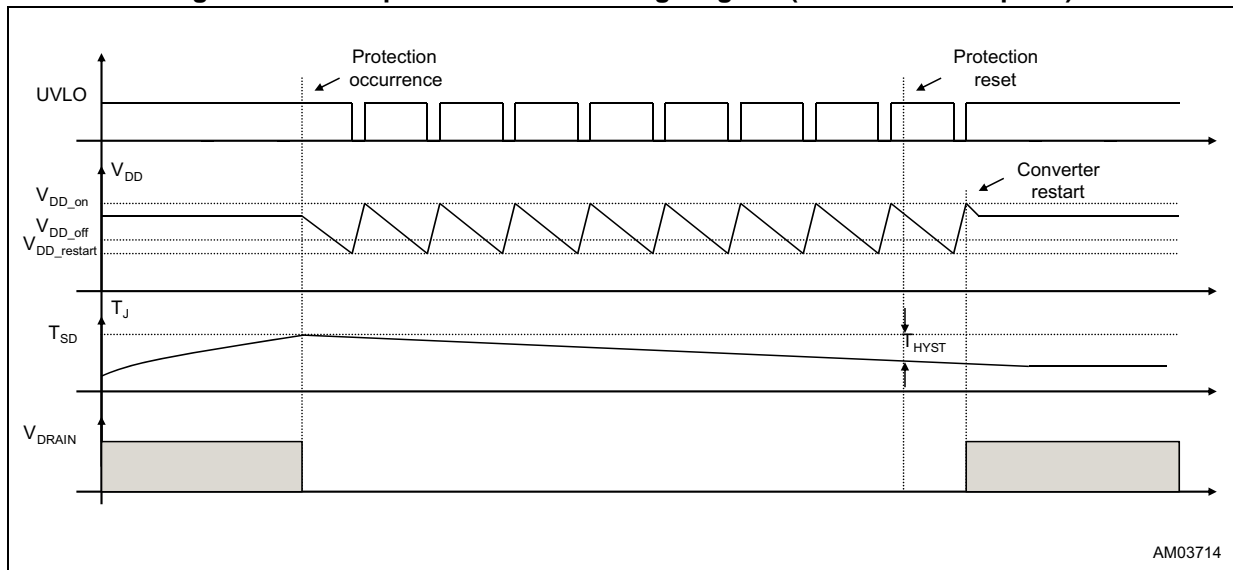 Protection
occurrence
Protection
reset
UVLO
V_DD
V_DD_on
Converter
restart
V_DD_off
V_DD_restart
T_J
T_SD
T_HYST
V_DRAIN
AM03714